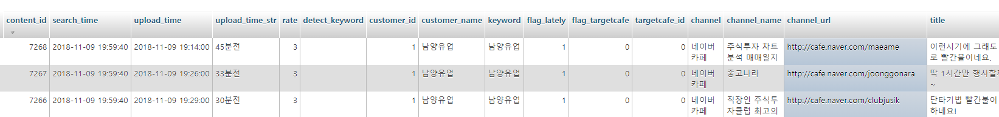 content_id search_time upload_time upload_time_str rate detect_keyword customer_id customer_name keyword flag_lately flag_targetcafe targetcafe_id channel channel_name channel_url title
7268 2018-11-09 19:59:40 2018-11-09 19:14:00 45분전 3 1 남양유업 남양유업 1 0 0 네이버 주식투자 차트 http://cafe.naver.com/maeame 이런시기에 그래도
카페 분석 매매일지 로 빨간불이네요.
7267 2018-11-09 19:59:40 2018-11-09 19:26:00 33분전 3 1 남양유업 남양유업 1 0 0 네이버 중고나라 http://cafe.naver.com/joonggonara 딱 1시간만 행사할
카페 ~
7266 2018-11-09 19:59:40 2018-11-09 19:29:00 30분전 3 1 남양유업 남양유업 1 0 0 네이버 직장인 주식투 http://cafe.naver.com/clubjusik 단타기법 빨간불이
카페 자클럽 최고의 하네요!